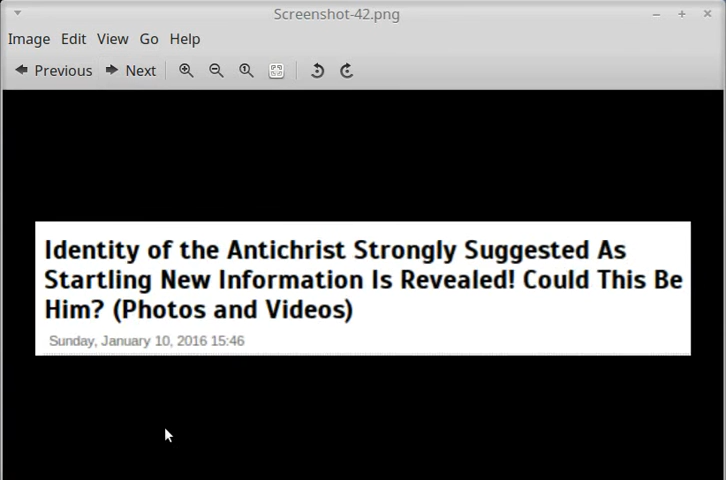 Screenshot-42.png
Image Edit View Go Help
Previous Next
Identity of the Antichrist Strongly Suggested As
Startling New Information Is Revealed! Could This Be
Him? (Photos and Videos)
Sunday, January 10, 2016 15:46